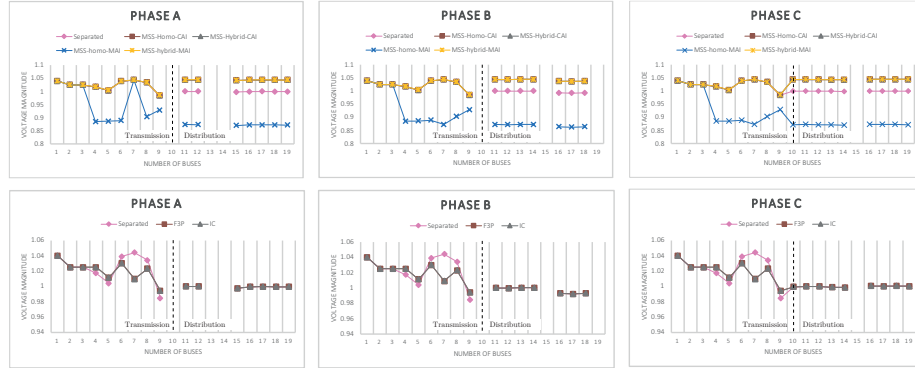 PHASE A
Separated MSS-Homo-CAI MSS-Hybrid-CAI
MSS-homo-MAI MSS-hybrid-MAI
VOLTAGE MAGNITUDE
1.1
1.05
1
0.95
0.9
0.85
0.8
Transmission Distribution
1 2 3 4 5 6 7 8 9 10 11 12 13 14 15 16 17 18 19
NUMBER OF BUSES
PHASE B
Separated MSS-Homo-CAI MSS-Hybrid-CAI
MSS-homo-MAI MSS-hybrid-MAI
VOLTAGE MAGNITUDE
1.1
1.05
1
0.95
0.9
0.85
0.8
Transmission Distribution
1 2 3 4 5 6 7 8 9 10 11 12 13 14 15 16 17 18 19
NUMBER OF BUSES
PHASE C
Separated MSS-Homo-CAI MSS-Hybrid-CAI
MSS-homo-MAI MSS-hybrid-MAI
VOLTAGE MAGNITUDE
1.1
1.05
1
0.95
0.9
0.85
0.8
Transmission Distribution
1 2 3 4 5 6 7 8 9 10 11 12 13 14 15 16 17 18 19
NUMBER OF BUSES
PHASE A
Separated F3P IC
VOLTAGE MAGNITUDE
1.06
1.04
1.02
1
0.98
0.96
0.94
Transmission Distribution
1 2 3 4 5 6 7 8 9 10 11 12 13 14 15 16 17 18 19
NUMBER OF BUSES
PHASE B
Separated F3P IC
VOLTAGE MAGNITUDE
1.06
1.04
1.02
1
0.98
0.96
0.94
Transmission Distribution
1 2 3 4 5 6 7 8 9 10 11 12 13 14 15 16 17 18 19
NUMBER OF BUSES
PHASE C
Separated F3P IC
VOLTAGE MAGNITUDE
1.06
1.04
1.02
1
0.98
0.96
0.94
Transmission Distribution
1 2 3 4 5 6 7 8 9 10 11 12 13 14 15 16 17 18 19
NUMBER OF BUSES